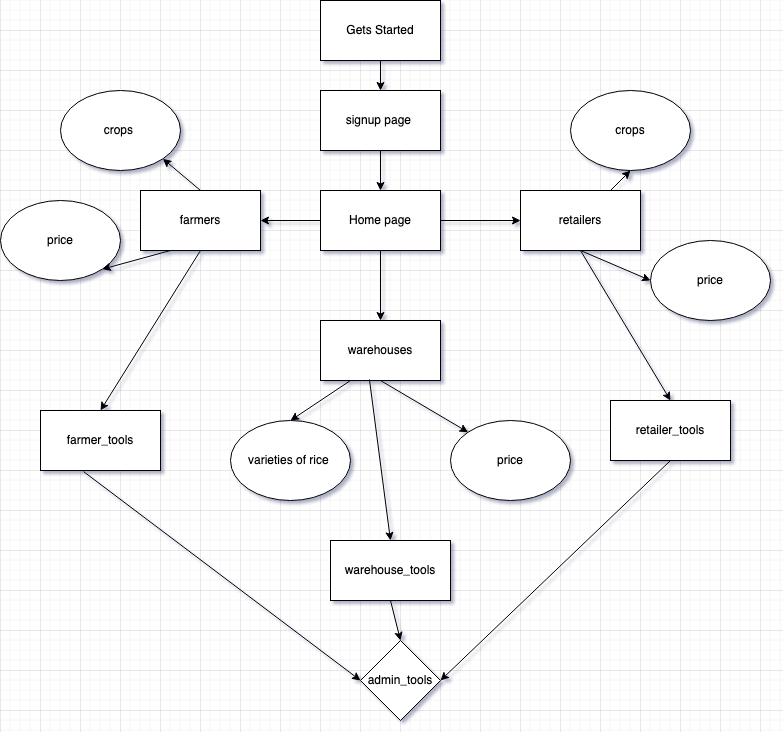 Gets Started
signup page
crops
crops
farmers
Home page
retailers
price
price
warehouses
farmer_tools
retailer_tools
varieties of rice
price
warehouse_tools
admin_tools